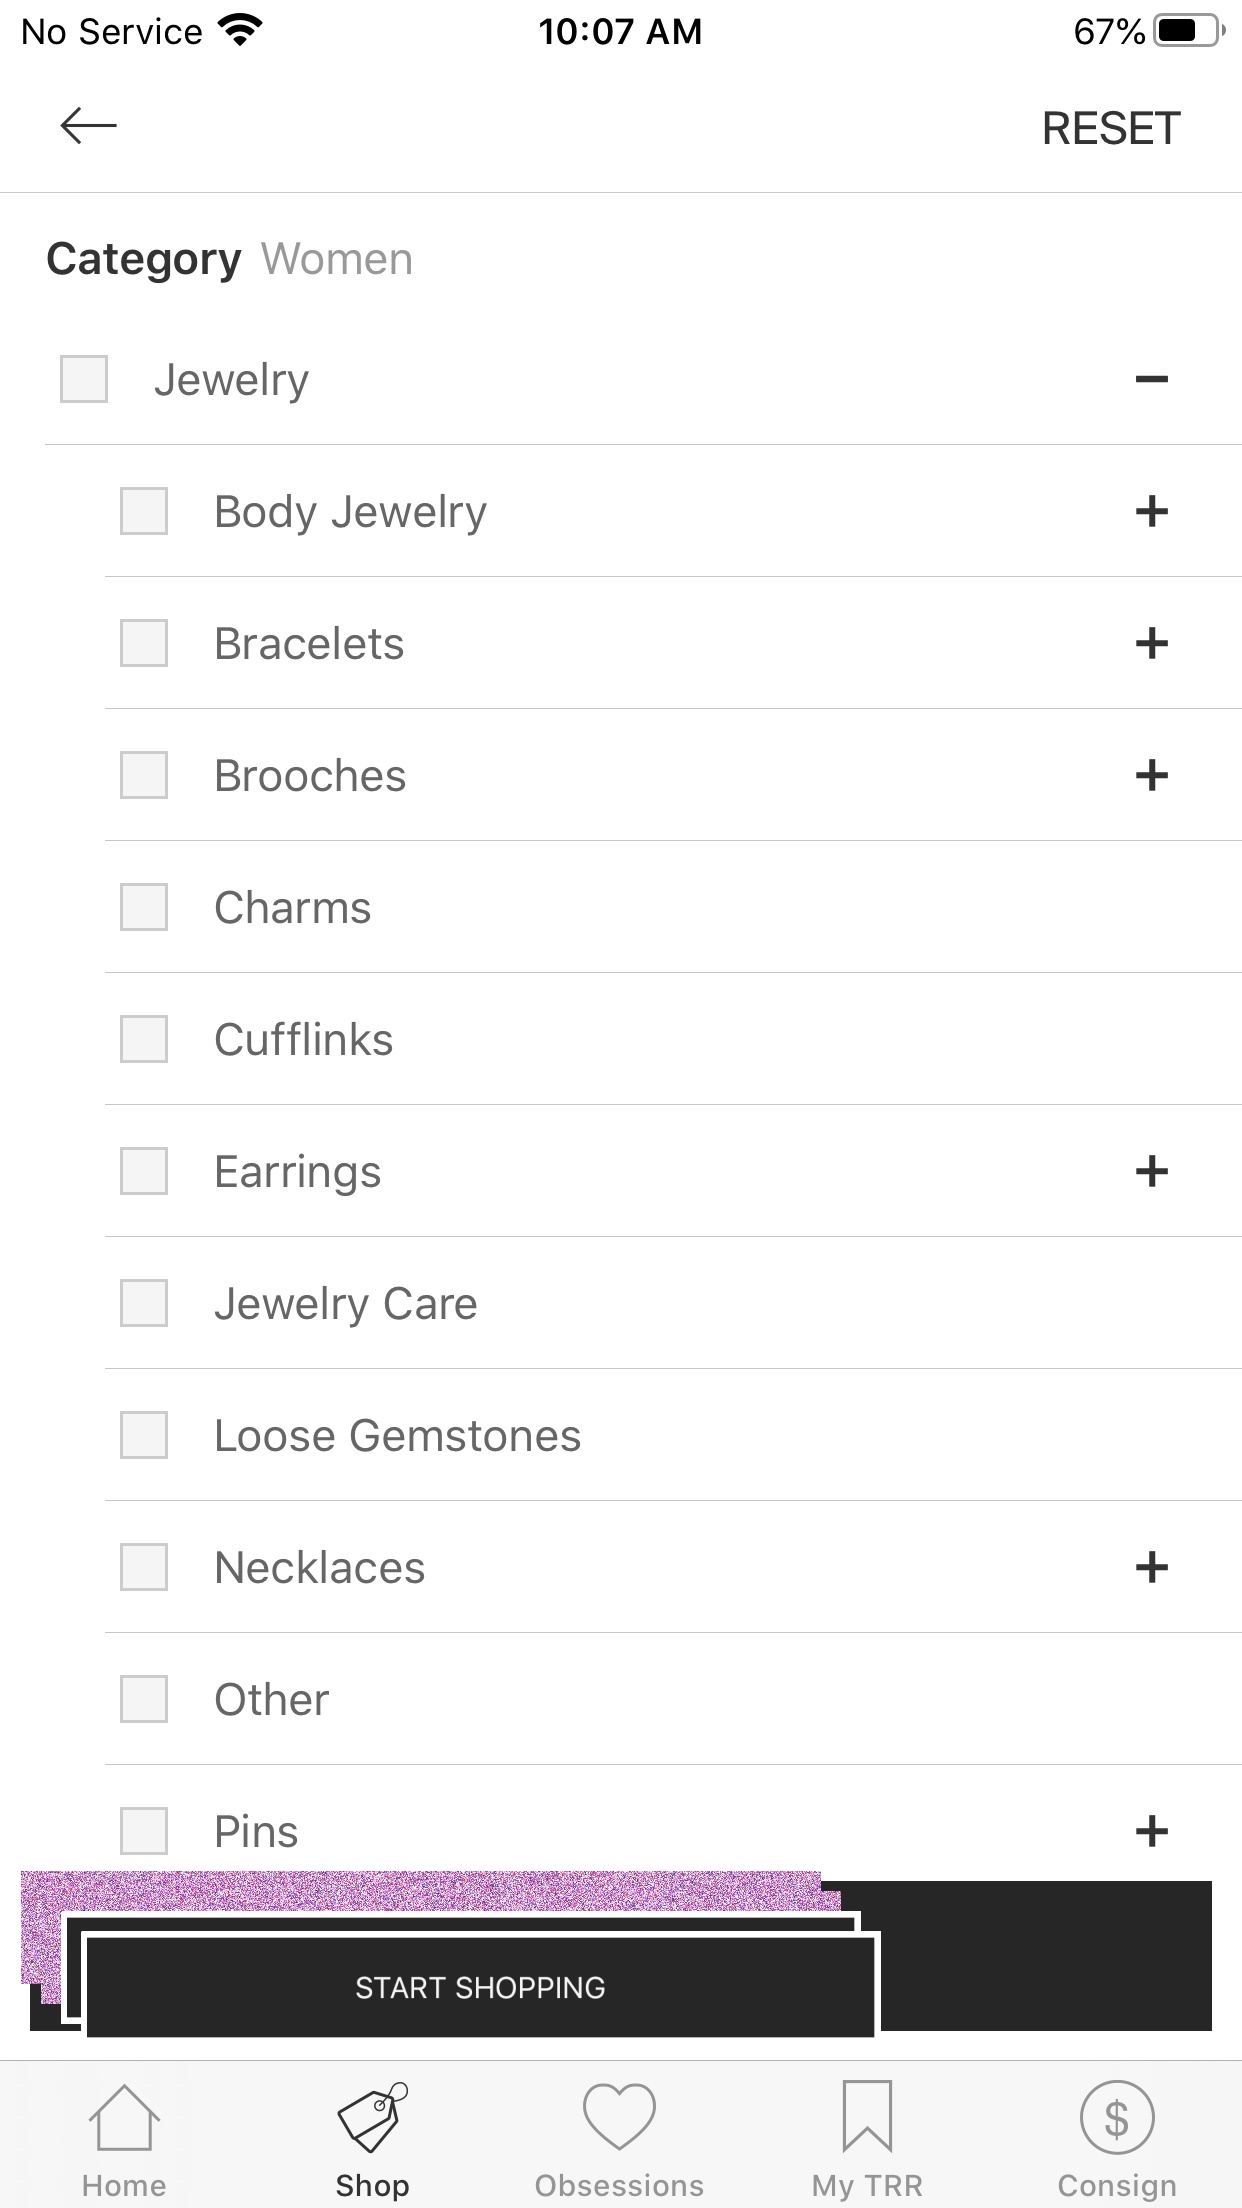 No Service 10:07 AM 67%
RESET
Category Women
Jewelry
Body Jewelry
Bracelets
Brooches
Charms
Cufflinks
Earrings
Jewelry Care
Loose Gemstones
Necklaces
Other
Pins
START SHOPPING
Home Shop Obsessions My TRR Consign